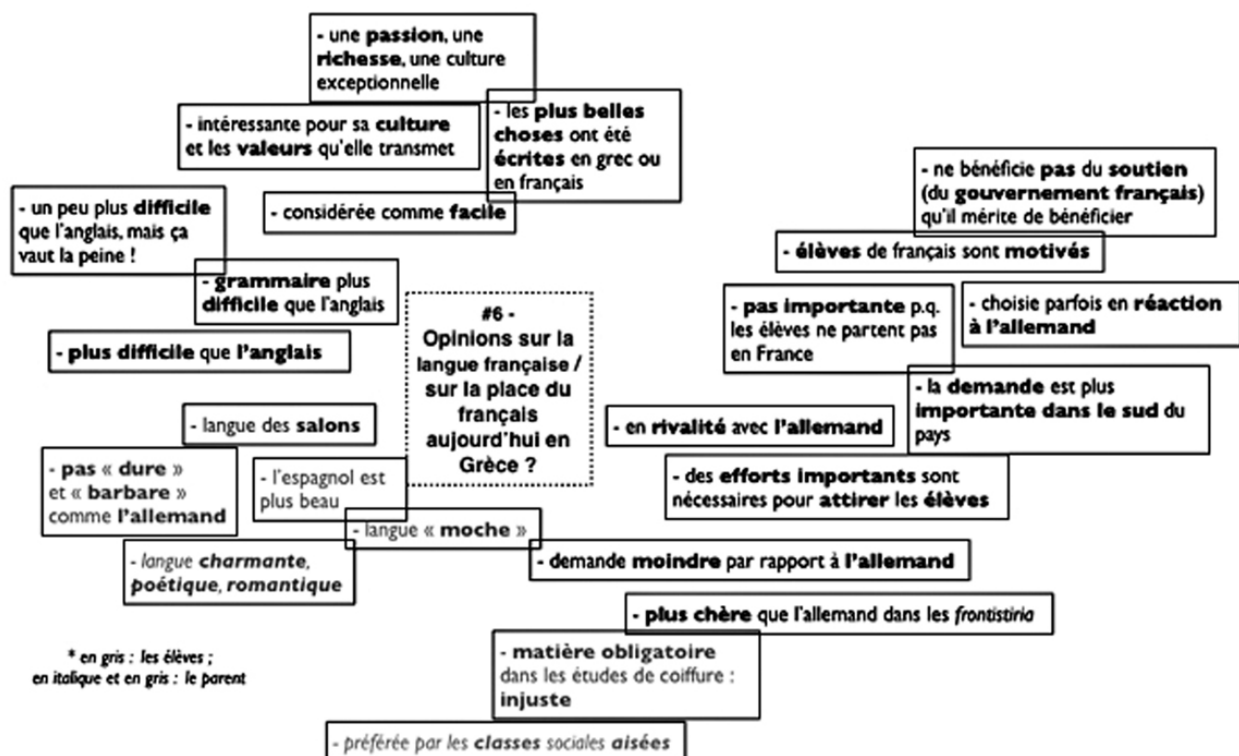 - une passion, une
richesse, une culture
exceptionnelle
- intéressante pour sa culture
et les valeurs qu'elle transmet
- les plus belles
choses ont été
écrites en grec ou
en français
- considérée comme facile
- un peu plus difficile
que l'anglais, mais ça
vaut la peine !
- grammaire plus
difficile que l'anglais
- plus difficile que l'anglais
- ne bénéficie pas du soutien
(du gouvernement français)
qu'il mérite de bénéficier
- élèves de français sont motivés
- pas importante p.q.
les élèves ne partent pas
en France
- choisie parfois en réaction
à l'allemand
#6 -
Opinions sur la
langue française /
sur la place du
français
aujourd'hui en
Grèce ?
- la demande est plus
importante dans le sud du
pays
- en rivalité avec l'allemand
- des efforts importants sont
nécessaires pour attirer les élèves
- langue des salons
- pas « dure »
et « barbare »
comme l'allemand
- l'espagnol est
plus beau
- langue « moche »
- langue charmante,
poétique, romantique
- demande moindre par rapport à l'allemand
- plus chère que l'allemand dans les frontistiria
- matière obligatoire
dans les études de coiffure :
injuste
- préférée par les classes sociales aisées
* en gris : les élèves ;
en italique et en gris : le parent